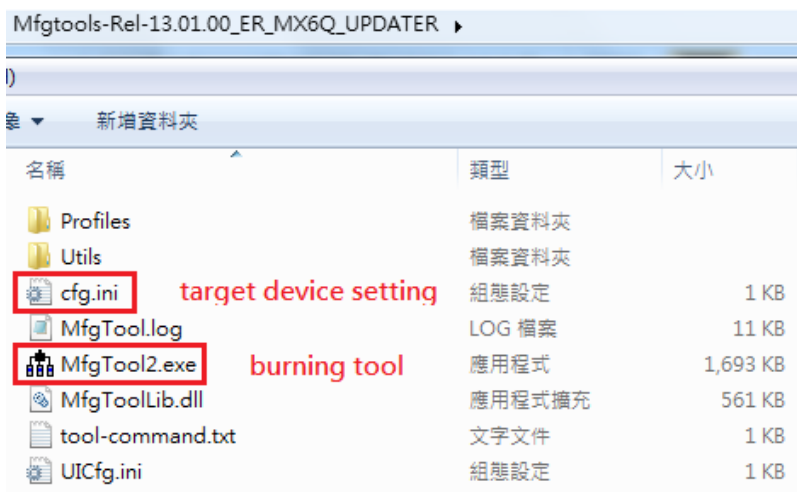 Mfgtools-Rel-13.01.00_ER_MX6Q_UPDATER
新增資料夾
名稱 類型 大小
Profiles 檔案資料夾
Utils 檔案資料夾
cfg.ini target device setting 組態設定 1 KB
MfgTool.log LOG 檔案 11 KB
MfgTool2.exe burning tool 應用程式 1,693 KB
MfgToolLib.dll 應用程式擴充 561 KB
tool-command.txt 文字文件 1 KB
UICfg.ini 組態設定 1 KB